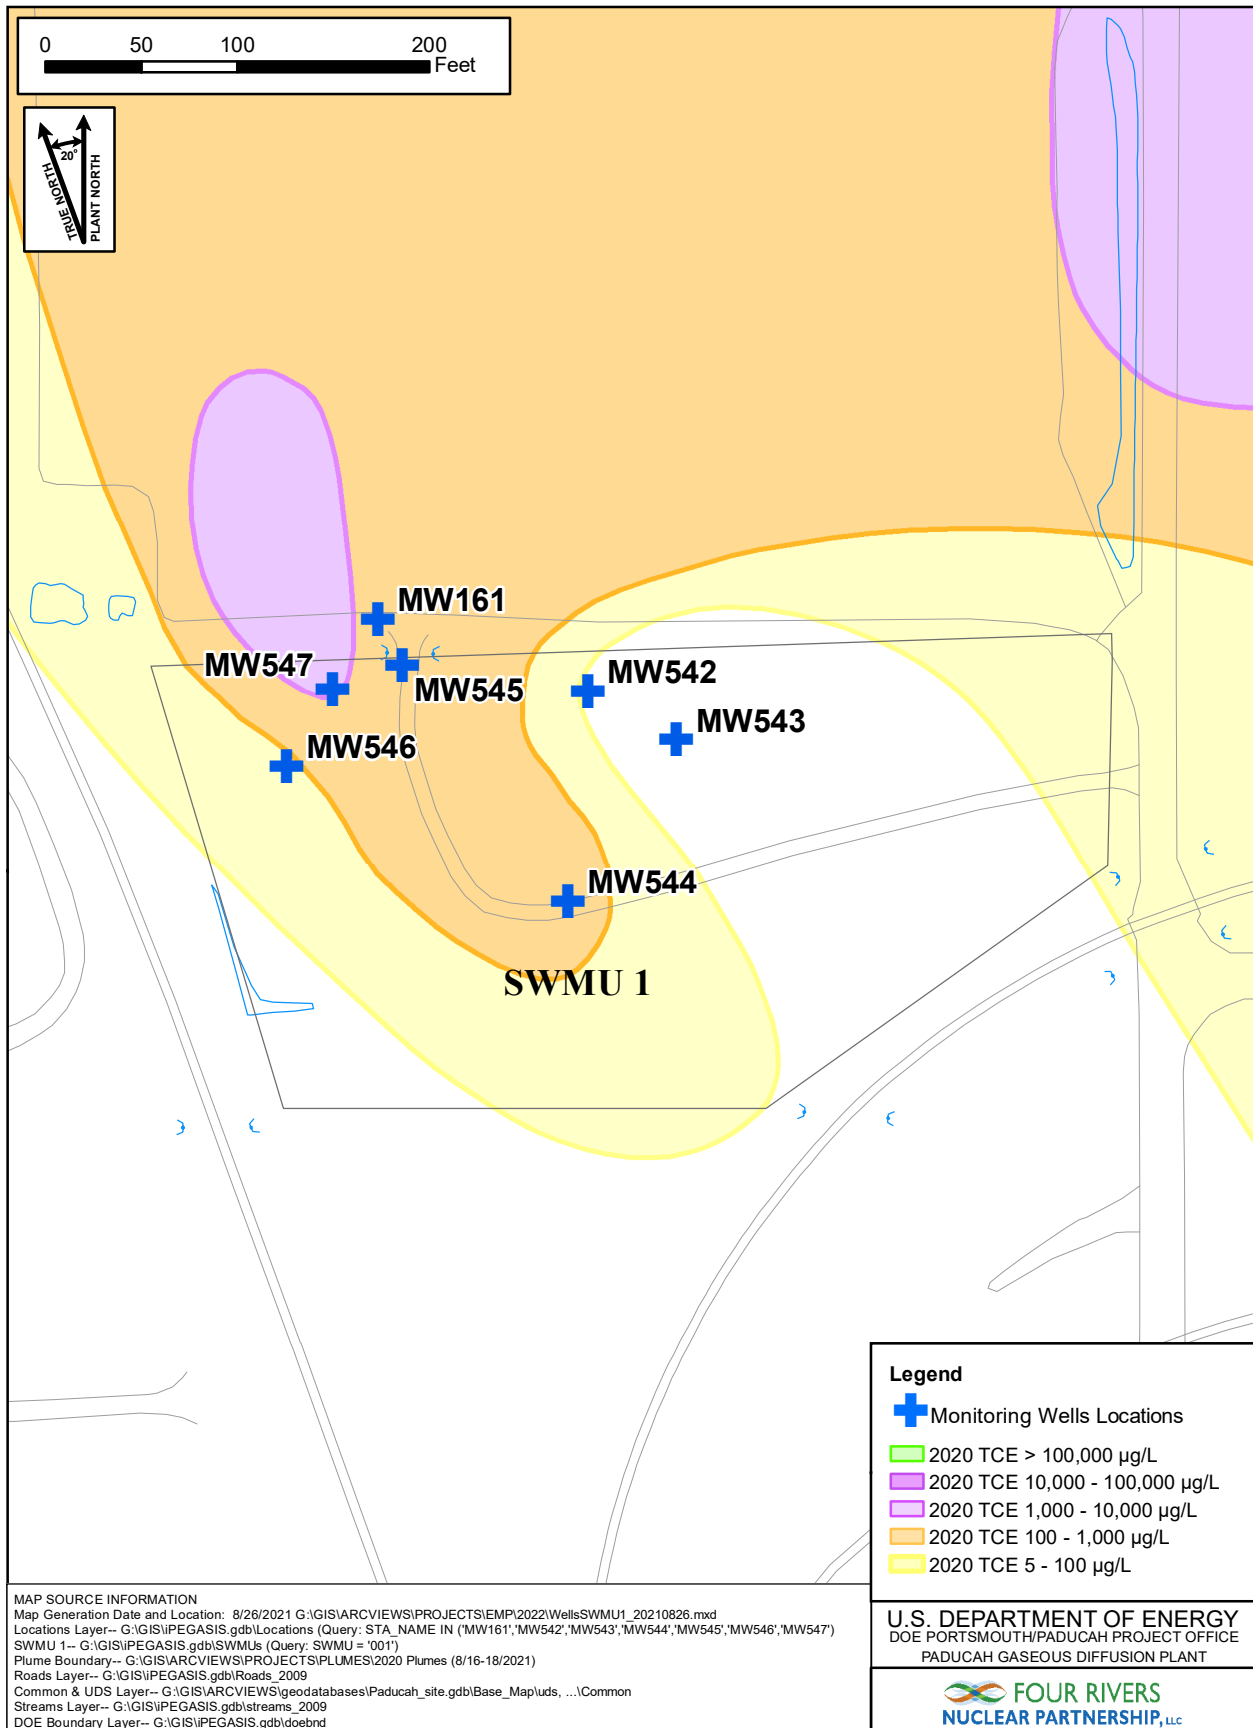 0 50 100 200
Feet
20°
TRUE NORTH
PLANT NORTH
MW161
MW547
MW545
MW542
MW543
MW546
MW544
SWMU 1
Legend
Monitoring Wells Locations
2020 TCE > 100,000 µg/L
2020 TCE 10,000 - 100,000 µg/L
2020 TCE 1,000 - 10,000 µg/L
2020 TCE 100 - 1,000 µg/L
2020 TCE 5 - 100 µg/L
MAP SOURCE INFORMATION
Map Generation Date and Location: 8/26/2021 G:\GIS\ARCVIEWS\PROJECTS\EMP\2022\WellsSWMU1_20210826.mxd
Locations Layer-- G:\GIS\iPEGASIS.gdb\Locations (Query: STA_NAME IN ('MW161','MW542','MW543','MW544','MW545','MW546','MW547')
SWMU 1-- G:\GIS\iPEGASIS.gdb\SWMUs (Query: SWMU = '001')
Plume Boundary-- G:\GIS\ARCVIEWS\PROJECTS\PLUMES\2020 Plumes (8/16-18/2021)
Roads Layer-- G:\GIS\iPEGASIS.gdb\Roads_2009
Common & UDS Layer-- G:\GIS\ARCVIEWS\geodatabases\Paducah_site.gdb\Base_Map\uds, ...\Common
Streams Layer-- G:\GIS\iPEGASIS.gdb\streams_2009
DOE Boundary Layer-- G:\GIS\iPEGASIS.gdb\doebnd
U.S. DEPARTMENT OF ENERGY
DOE PORTSMOUTH/PADUCAH PROJECT OFFICE
PADUCAH GASEOUS DIFFUSION PLANT
FOUR RIVERS
NUCLEAR PARTNERSHIP, LLC